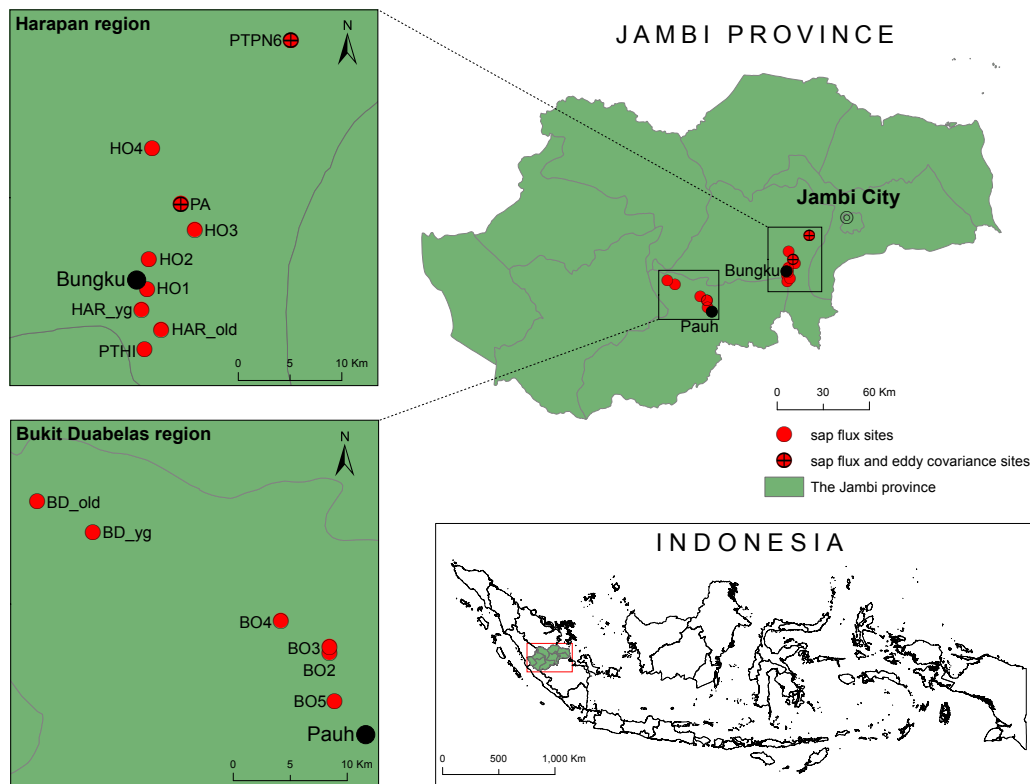 Harapan region
N
PTPN6
HO4
PA
HO3
HO2
Bungku
HO1
HAR_yg
HAR_old
PTHI
0 5 10 Km
JAMBI PROVINCE
Jambi City
Bungku
Pauh
0 30 60 Km
sap flux sites
sap flux and eddy covariance sites
The Jambi province
Bukit Duabelas region
N
BD_old
BD_yg
BO4
BO3
BO2
BO5
Pauh
0 5 10 Km
INDONESIA
0 500 1,000 Km